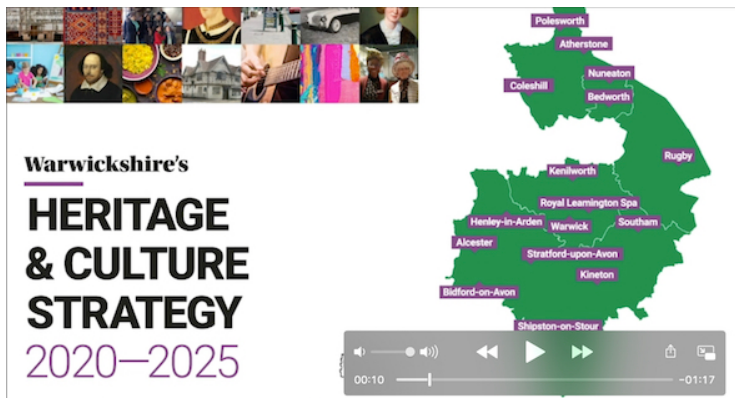 Warwickshire's
HERITAGE
& CULTURE
STRATEGY
2020—2025
Polesworth
Atherstone
Nuneaton
Coleshill
Bedworth
Rugby
Kenilworth
Royal Leamington Spa
Henley-in-Arden
Warwick
Southam
Alcester
Stratford-upon-Avon
Kineton
Bidford-on-Avon
Shipston-on-Stour
00:10
-01:17